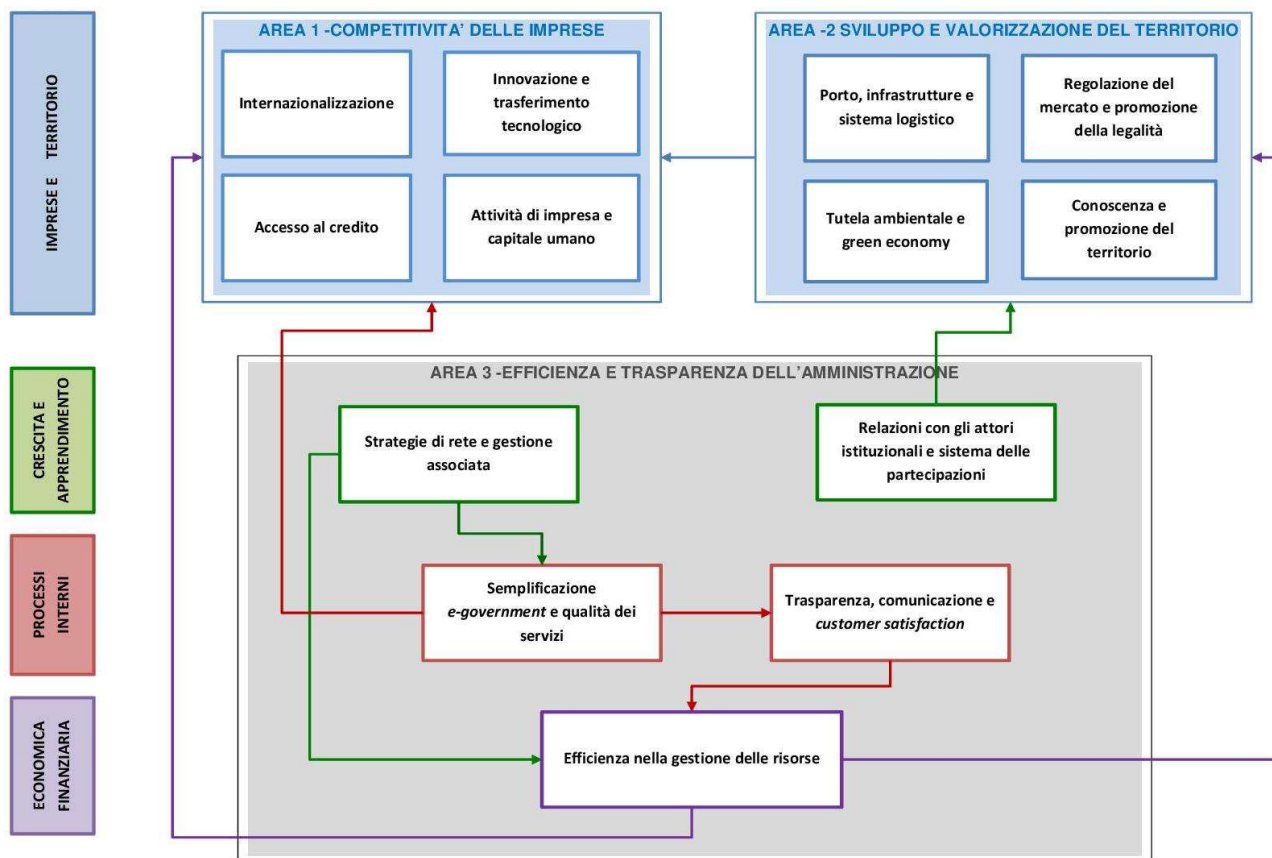 IMPRESE E TERRITORIO
AREA 1 -COMPETITIVITA’ DELLE IMPRESE
Internazionalizzazione
Innovazione e
trasferimento
tecnologico
Accesso al credito
Attività di impresa e
capitale umano
AREA -2 SVILUPPO E VALORIZZAZIONE DEL TERRITORIO
Porto, infrastrutture e
sistema logistico
Regolazione del
mercato e promozione
della legalità
Tutela ambientale e
green economy
Conoscenza e
promozione del
territorio
CRESCITA E
APPRENDIMENTO
AREA 3 -EFFICIENZA E TRASPARENZA DELL’AMMINISTRAZIONE
Strategie di rete e gestione
associata
Relazioni con gli attori
istituzionali e sistema delle
partecipazioni
PROCESSI
INTERNI
Semplificazione
e-government e qualità dei
servizi
Trasparenza, comunicazione e
customer satisfaction
ECONOMICA
FINANZIARIA
Efficienza nella gestione delle risorse